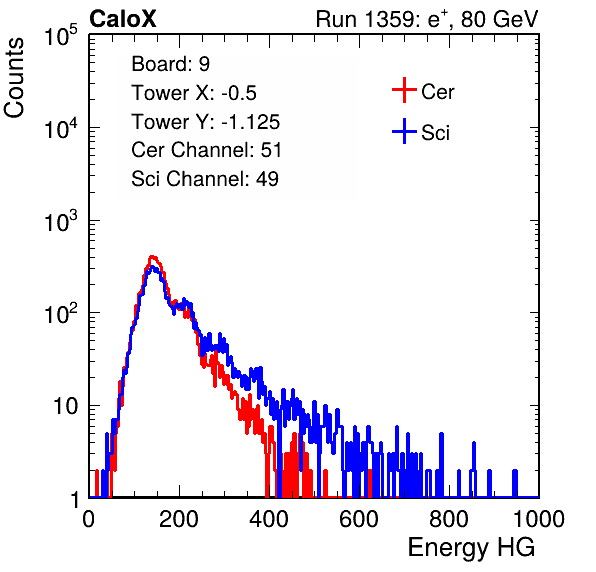 CaloX Run 1359: e⁺, 80 GeV
Counts
10⁵
10⁴
10³
10²
10
1
Board: 9
Tower X: -0.5
Tower Y: -1.125
Cer Channel: 51
Sci Channel: 49
Cer
Sci
0 200 400 600 800 1000
Energy HG